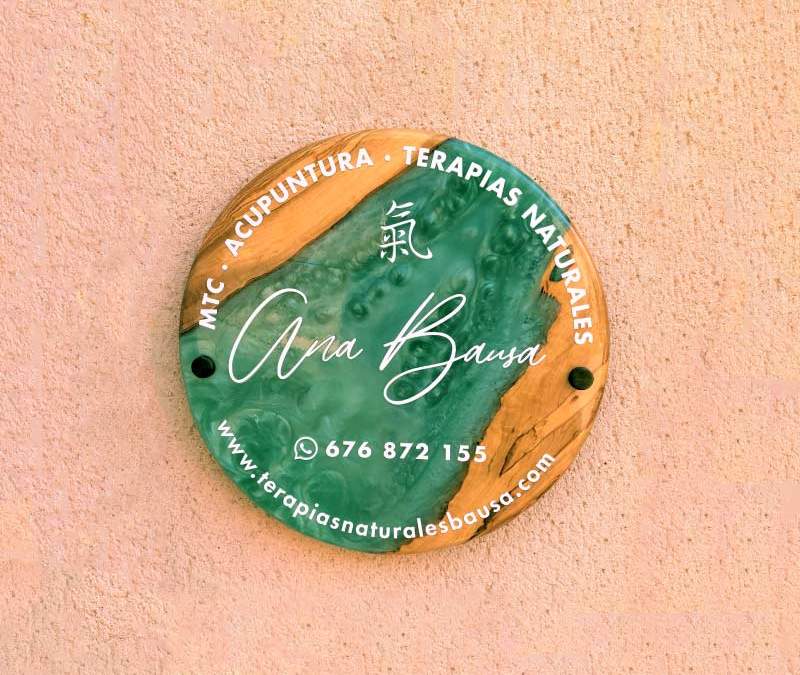 MTC · ACUPUNTURA · TERAPIAS NATURALES
氣
Ana Bausa
676 872 155
www.terapiasnaturalesbausa.com